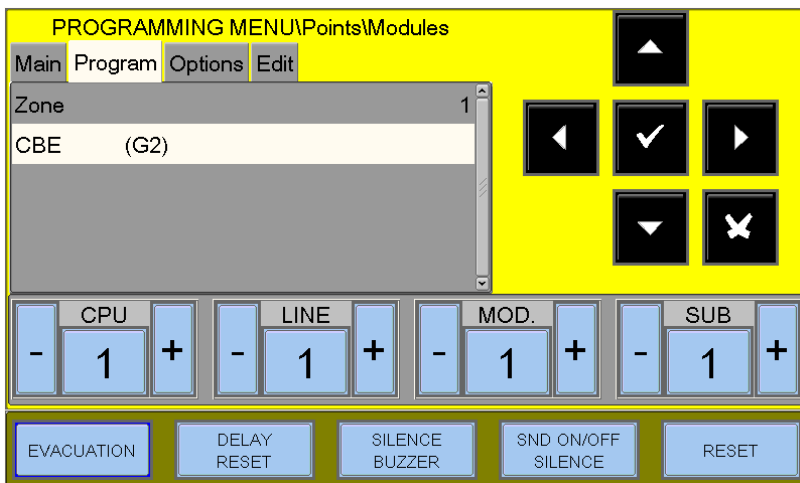 PROGRAMMING MENU\Points\Modules
Main Program Options Edit
Zone 1
CBE (G2)
CPU LINE MOD. SUB
- 1 + - 1 + - 1 + - 1 +
EVACUATION DELAY RESET SILENCE BUZZER SND ON/OFF SILENCE RESET